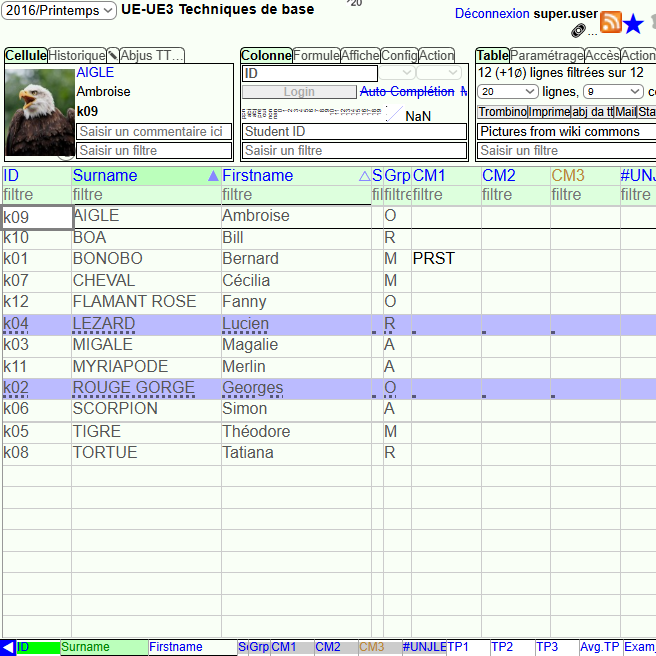 2016/Printemps UE-UE3 Techniques de base '20
Déconnexion super.user
...
Cellule Historique Abjus TT… Colonne Formule Affiche Config Action Table Paramétrage Accès Action
AIGLE ID 12 (+1∅) lignes filtrées sur 12
Ambroise Login Auto Complétion 20 lignes, 9
k09 NaN Trombino Imprime abj da tt Mail Sta
Saisir un commentaire ici Student ID Pictures from wiki commons
Saisir un filtre Saisir un filtre Saisir un filtre
ID Surname Firstname S Grp CM1 CM2 CM3 #UNJL
filtre filtre filtre filtre filtre filtre filtre filtre
k09 AIGLE Ambroise O
k10 BOA Bill R
k01 BONOBO Bernard M PRST
k07 CHEVAL Cécilia M
k12 FLAMANT ROSE Fanny O
k04 LEZARD Lucien R
k03 MIGALE Magalie A
k11 MYRIAPODE Merlin A
k02 ROUGE GORGE Georges O
k06 SCORPION Simon A
k05 TIGRE Théodore M
k08 TORTUE Tatiana R
ID Surname Firstname S Grp CM1 CM2 CM3 #UNJLE TP1 TP2 TP3 Avg.TP Exam_